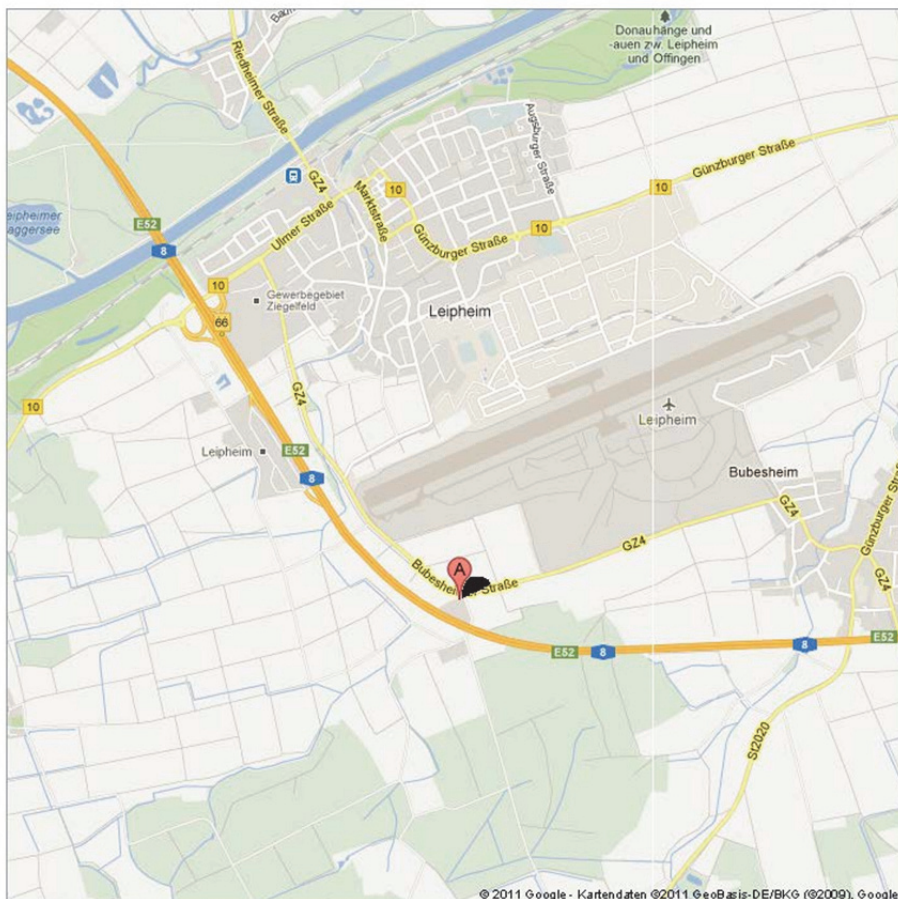 Donauhänge und
-auen zw. Leipheim
und Offingen
Riedheimer Straße
Augsburger Straße
Günzburger Straße
GZ4
10
Marktstraße
10
Ulmer Straße
10
Günzburger Straße
E52
8
10
Gewerbegebiet
Ziegelfeld
Leipheim
66
GZ4
10
Leipheim
Leipheim
E52
8
Bubesheim
GZ4
Günzburger
GZ4
GZ4
A
Straße
E52
8
8
E52
St2020
© 2011 Google - Kartendaten ©2011 GeoBasis-DE/BKG (©2009), Google